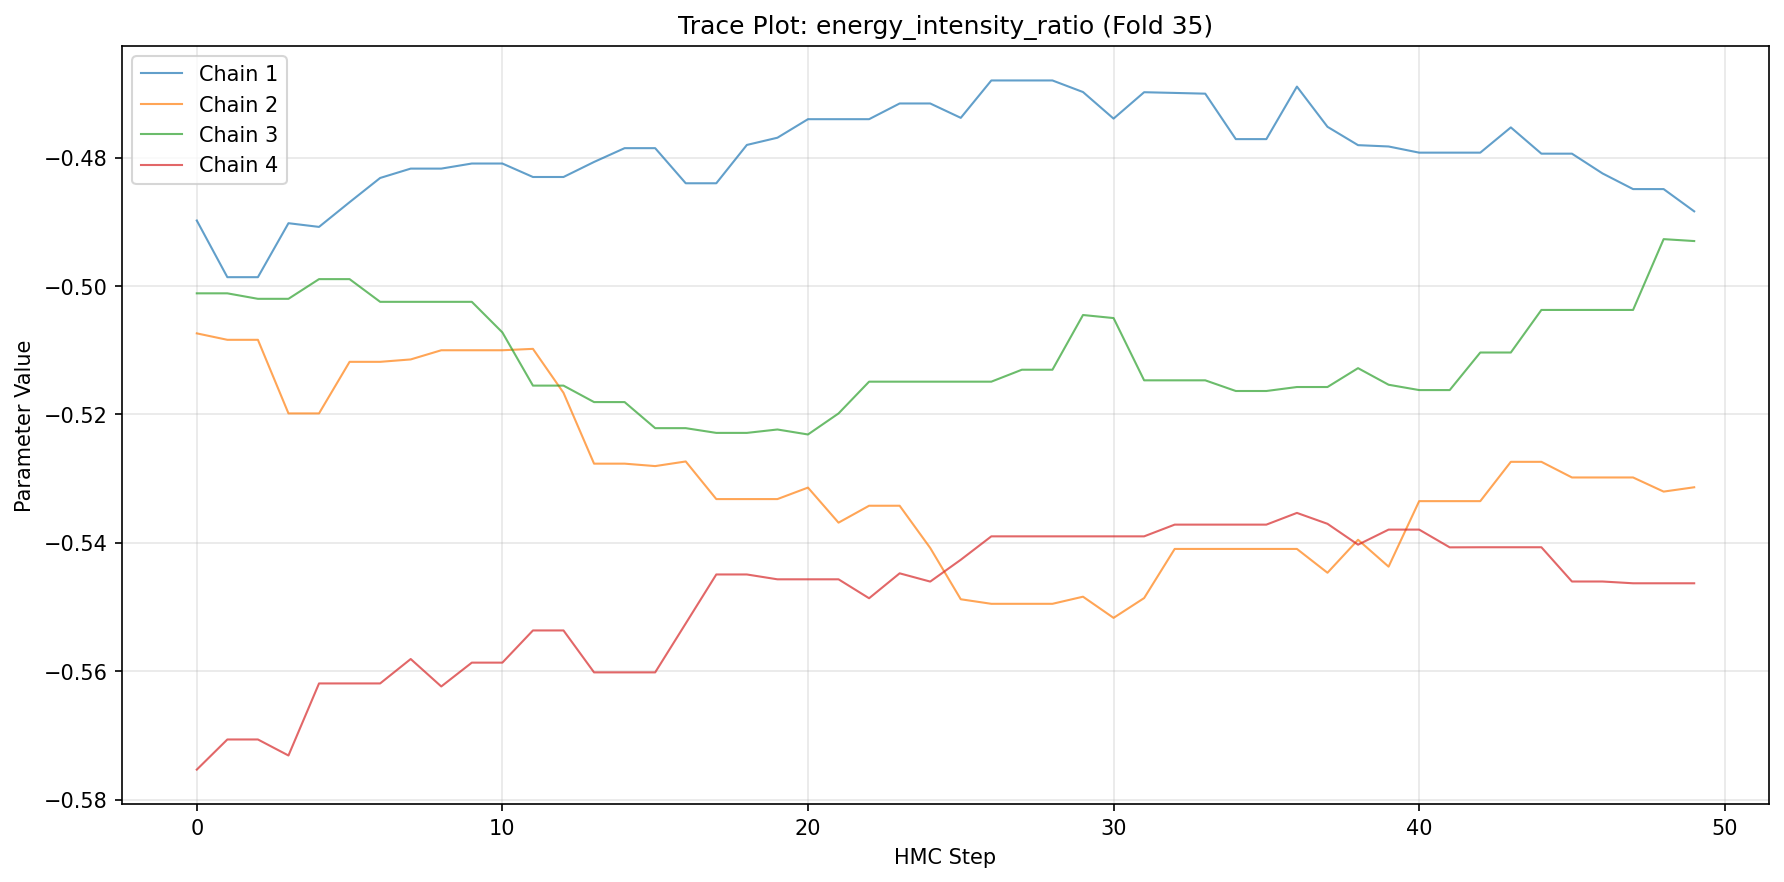 Trace Plot: energy_intensity_ratio (Fold 35)
Chain 1
Chain 2
Chain 3
Chain 4
Parameter Value
−0.48
−0.50
−0.52
−0.54
−0.56
−0.58
0 10 20 30 40 50
HMC Step